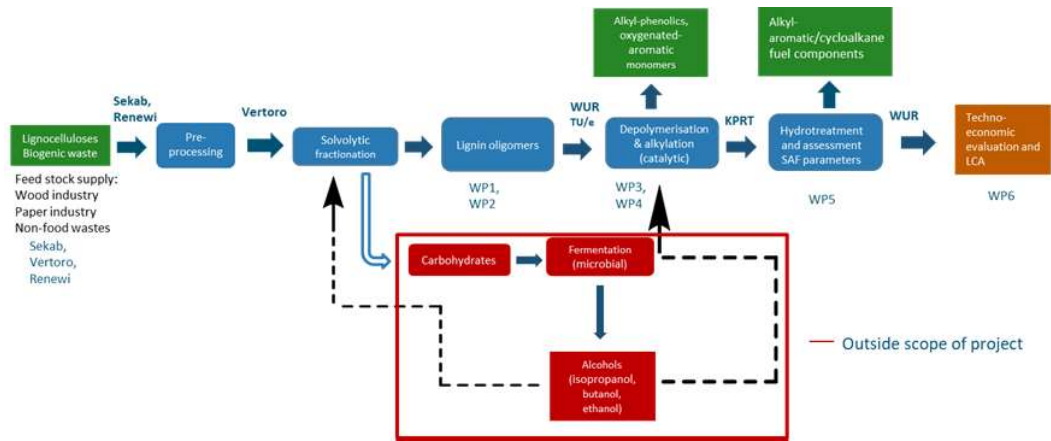 Alkyl-phenolics,
oxygenated-
aromatic
monomers
Alkyl-
aromatic/cycloalkane
fuel components
Sekab,
Renewi
Vertoro
WUR
TU/e
KPRT
WUR
Lignocelluloses
Biogenic waste
Pre-
processing
Solvolytic
fractionation
Lignin oligomers
Depolymerisation
& alkylation
(catalytic)
Hydrotreatment
and assessment
SAF parameters
Techno-
economic
evaluation and
LCA
Feed stock supply:
Wood industry
Paper industry
Non-food wastes
Sekab,
Vertoro,
Renewi
WP1,
WP2
WP3,
WP4
WP5
WP6
Carbohydrates
Fermentation
(microbial)
Alcohols
(isopropanol,
butanol,
ethanol)
Outside scope of project